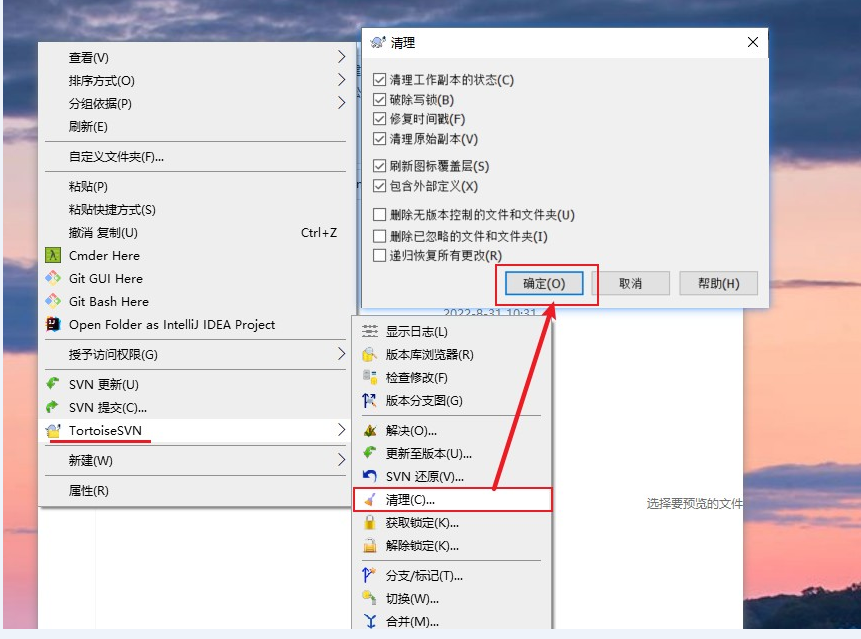 查看(V)
排序方式(O)
分组依据(P)
刷新(E)
自定义文件夹(F)...
粘贴(P)
粘贴快捷方式(S)
撤消 复制(U) Ctrl+Z
Cmder Here
Git GUI Here
Git Bash Here
Open Folder as IntelliJ IDEA Project
授予访问权限(G)
SVN 更新(U)
SVN 提交(C)...
TortoiseSVN
新建(W)
属性(R)
清理
清理工作副本的状态(C)
破除写锁(B)
修复时间戳(F)
清理原始副本(V)
刷新图标覆盖层(S)
包含外部定义(X)
删除无版本控制的文件和文件夹(U)
删除已忽略的文件和文件夹(I)
递归恢复所有更改(R)
确定(O) 取消 帮助(H)
2022-8-31 10:31
显示日志(L)
版本库浏览器(R)
检查修改(F)
版本分支图(G)
解决(O)...
更新至版本(U)...
SVN 还原(V)...
清理(C)...
获取锁定(K)...
解除锁定(K)...
分支/标记(T)...
切换(W)...
合并(M)...
选择要预览的文件